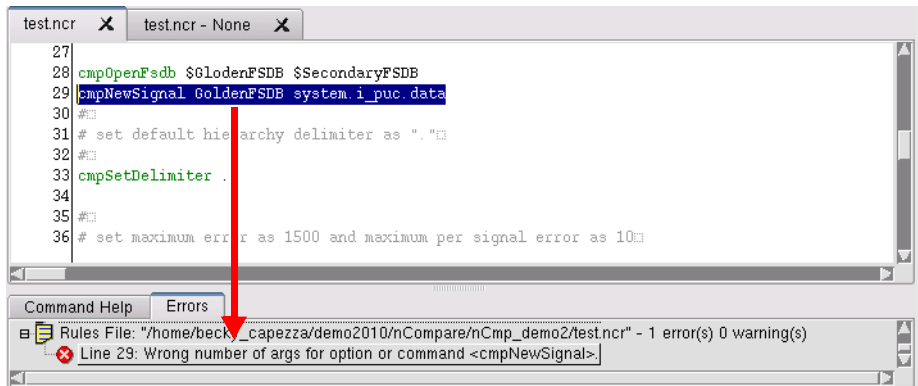 test.ncr
test.ncr - None
27
28 cmpOpenFsdb $GlodenFSDB $SecondaryFSDB
29 cmpNewSignal GoldenFSDB system.i_puc.data
30 #
31 # set default hierarchy delimiter as "."
32 #
33 cmpSetDelimiter .
34
35 #
36 # set maximum error as 1500 and maximum per signal error as 10
Command Help
Errors
Rules File: "/home/becky_capezza/demo2010/nCompare/nCmp_demo2/test.ncr" - 1 error(s) 0 warning(s)
Line 29: Wrong number of args for option or command <cmpNewSignal>.